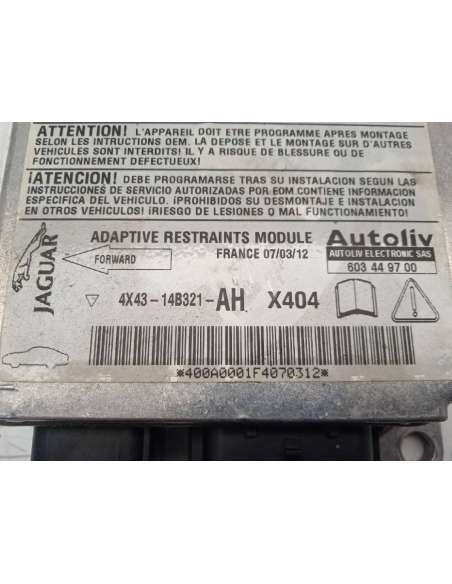 ATTENTION! L'APPAREIL DOIT ETRE PROGRAMME APRES MONTAGE
SELON LES INTRUCTIONS OEM. LA DEPOSE ET LE MONTAGE SUR D'AUTRES
VEHICULES SONT INTERDITS! IL Y A RISQUE DE BLESSURE OU DE
FONCTIONNEMENT DEFECTUEUX!
¡ATENCION! DEBE PROGRAMARSE TRAS SU INSTALACION SEGUN LAS
INSTRUCCIONES DE SERVICIO AUTORIZADAS POR EOM CONTIENE INFORMATION
ESPECIFICA DEL VEHICULO. ¡PROHIBIDOS SU DESMONTAJE E INSTALACION
EN OTROS VEHICULOS! ¡RIESGO DE LESIONES O MAL FUNCIONAMIENTO!
JAGUAR
ADAPTIVE RESTRAINTS MODULE
FORWARD
FRANCE 07/03/12
Autoliv
AUTOLIV ELECTRONIC SAS
603 44 97 00
4X43-14B321-AH X404
*400A0001F4070312*